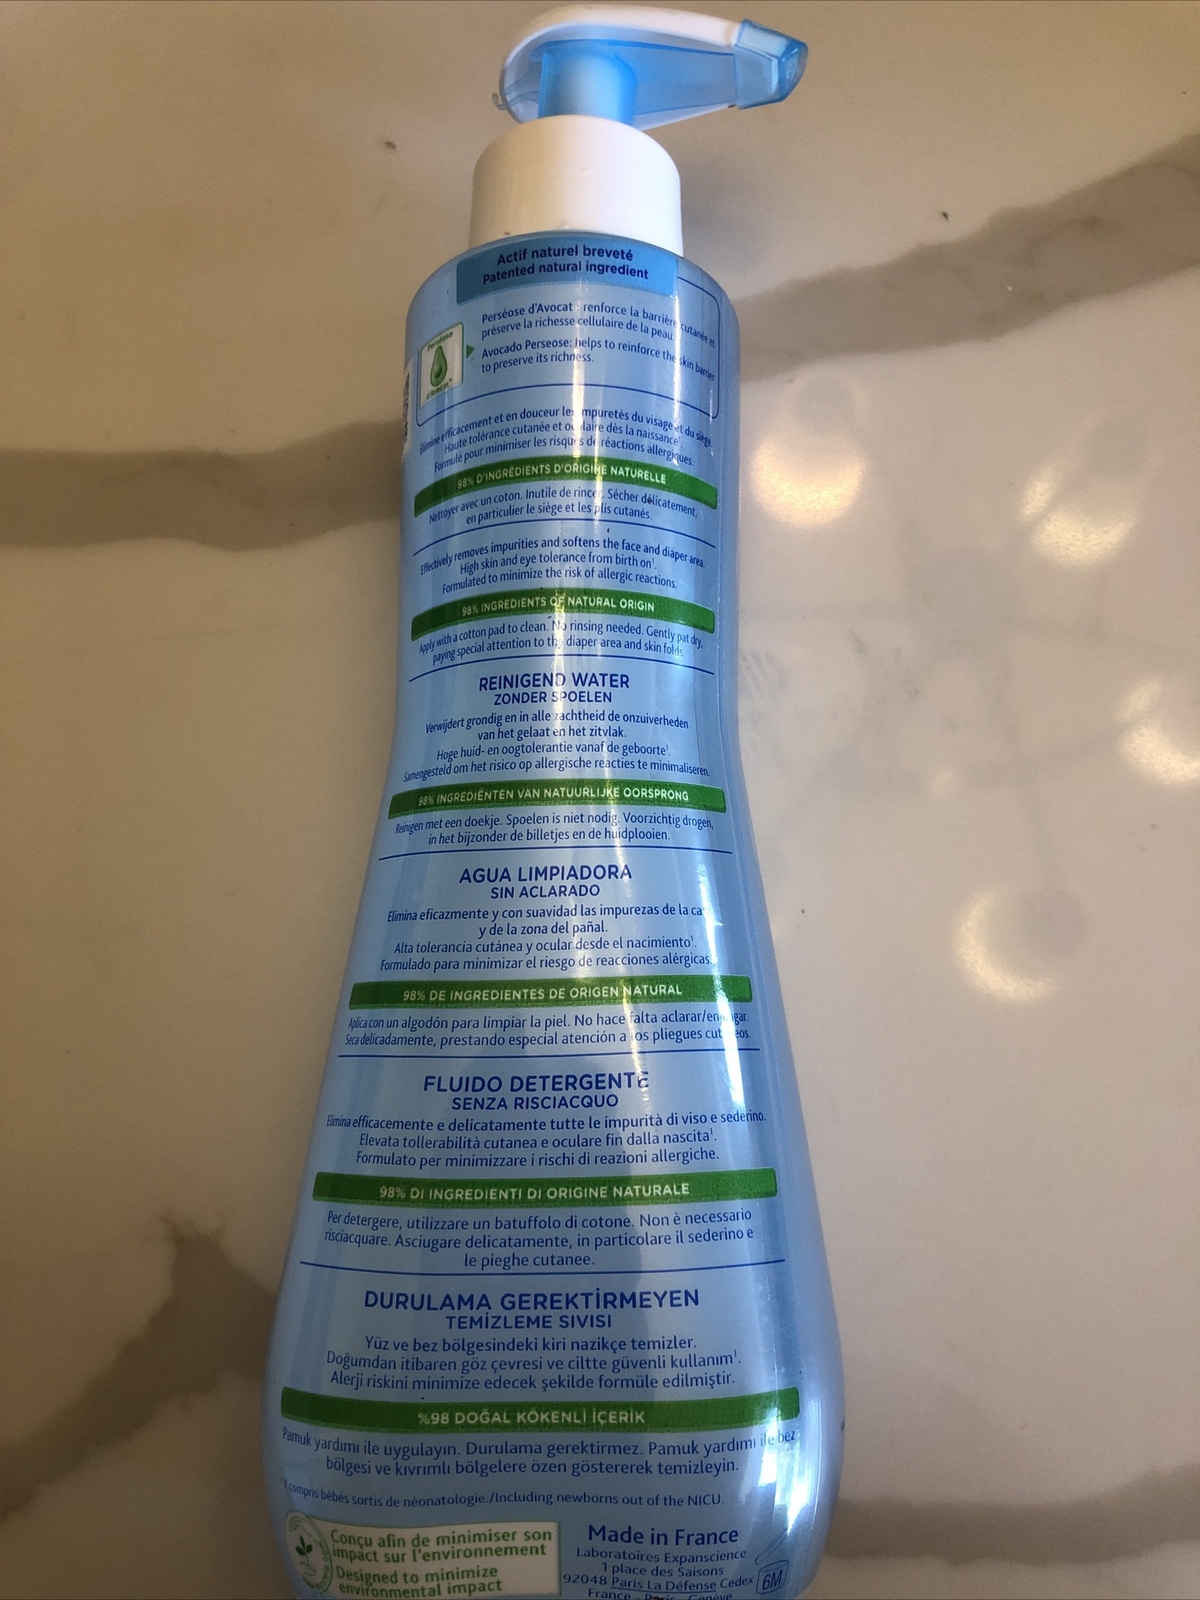 Actif naturel breveté
Patented natural ingredient
Perséose d'Avocat : renforce la barrière cutanée et
préserve la richesse cellulaire de la peau.
Perséose
d'Avocat
Avocado Perseose: helps to reinforce the skin barrier
to preserve its richness.
Élimine efficacement et en douceur les impuretés du visage et du siège.
Haute tolérance cutanée et oculaire dès la naissance¹.
Formulé pour minimiser les risques de réactions allergiques.
98% D'INGRÉDIENTS D'ORIGINE NATURELLE
Nettoyer avec un coton. Inutile de rincer. Sécher délicatement,
en particulier le siège et les plis cutanés.
Effectively removes impurities and softens the face and diaper area.
High skin and eye tolerance from birth on¹.
Formulated to minimize the risk of allergic reactions.
98% INGREDIENTS OF NATURAL ORIGIN
Apply with a cotton pad to clean. No rinsing needed. Gently pat dry,
paying special attention to the diaper area and skin folds.
REINIGEND WATER
ZONDER SPOELEN
Verwijdert grondig en in alle zachtheid de onzuiverheden
van het gelaat en het zitvlak.
Hoge huid- en oogtolerantie vanaf de geboorte¹.
Samengesteld om het risico op allergische reacties te minimaliseren.
98% INGREDIËNTEN VAN NATUURLIJKE OORSPRONG
Reinigen met een doekje. Spoelen is niet nodig. Voorzichtig drogen,
in het bijzonder de billetjes en de huidplooien.
AGUA LIMPIADORA
SIN ACLARADO
Elimina eficazmente y con suavidad las impurezas de la
y de la zona del pañal.
Alta tolerancia cutánea y ocular desde el nacimiento¹.
Formulado para minimizar el riesgo de reacciones alérgicas.
98% DE INGREDIENTES DE ORIGEN NATURAL
Aplica con un algodón para limpiar la piel. No hace falta aclarar/enjuagar.
Seca delicadamente, prestando especial atención a los pliegues cutáneos.
FLUIDO DETERGENTE
SENZA RISCIACQUO
Elimina efficacemente e delicatamente tutte le impurità di viso e sederino.
Elevata tollerabilità cutanea e oculare fin dalla nascita¹.
Formulato per minimizzare i rischi di reazioni allergiche.
98% DI INGREDIENTI DI ORIGINE NATURALE
Per detergere, utilizzare un batuffolo di cotone. Non è necessario
risciacquare. Asciugare delicatamente, in particolare il sederino e
le pieghe cutanee.
DURULAMA GEREKTİRMEYEN
TEMİZLEME SIVISI
Yüz ve bez bölgesindeki kiri nazikçe temizler.
Doğumdan itibaren göz çevresi ve ciltte güvenli kullanım¹.
Alerji riskini minimize edecek şekilde formüle edilmiştir.
%98 DOĞAL KÖKENLİ İÇERİK
Pamuk yardımı ile uygulayın. Durulama gerektirmez. Pamuk yardımı ile bez
bölgesi ve kıvrımlı bölgelere özen göstererek temizleyin.
¹Y compris bébés sortis de néonatologie./Including newborns out of the NICU.
Conçu afin de minimiser son
impact sur l'environnement
Designed to minimize
environmental impact
Made in France
Laboratoires Expanscience
1 place des Saisons
92048 Paris La Défense Cedex
France - Paris - Genève
6M